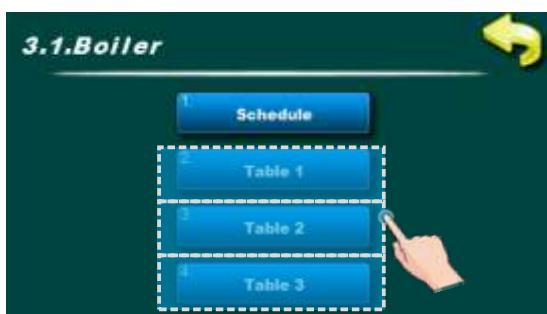 3.1.Boiler
1. Schedule
2. Table 1
3 Table 2
4. Table 3